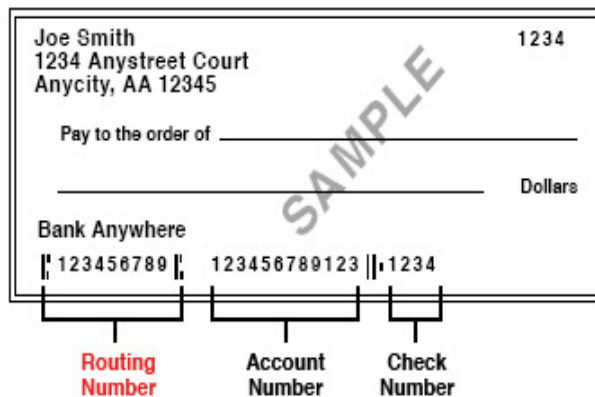 Joe Smith 1234
1234 Anystreet Court
Anycity, AA 12345
SAMPLE
Pay to the order of
Dollars
Bank Anywhere
123456789 123456789123 1234
Routing Account Check
Number Number Number